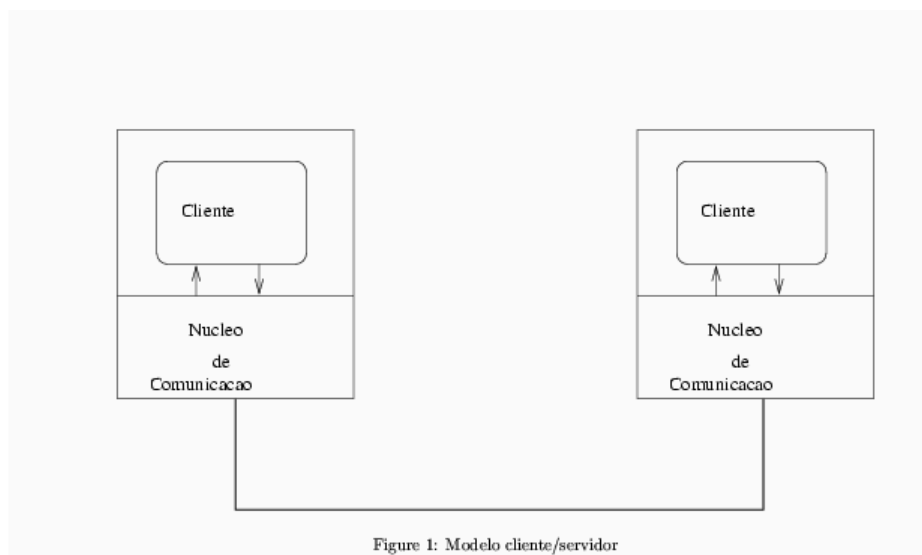 Cliente
Nucleo
de
Comunicacao
Cliente
Nucleo
de
Comunicacao
Figure 1: Modelo cliente/servidor